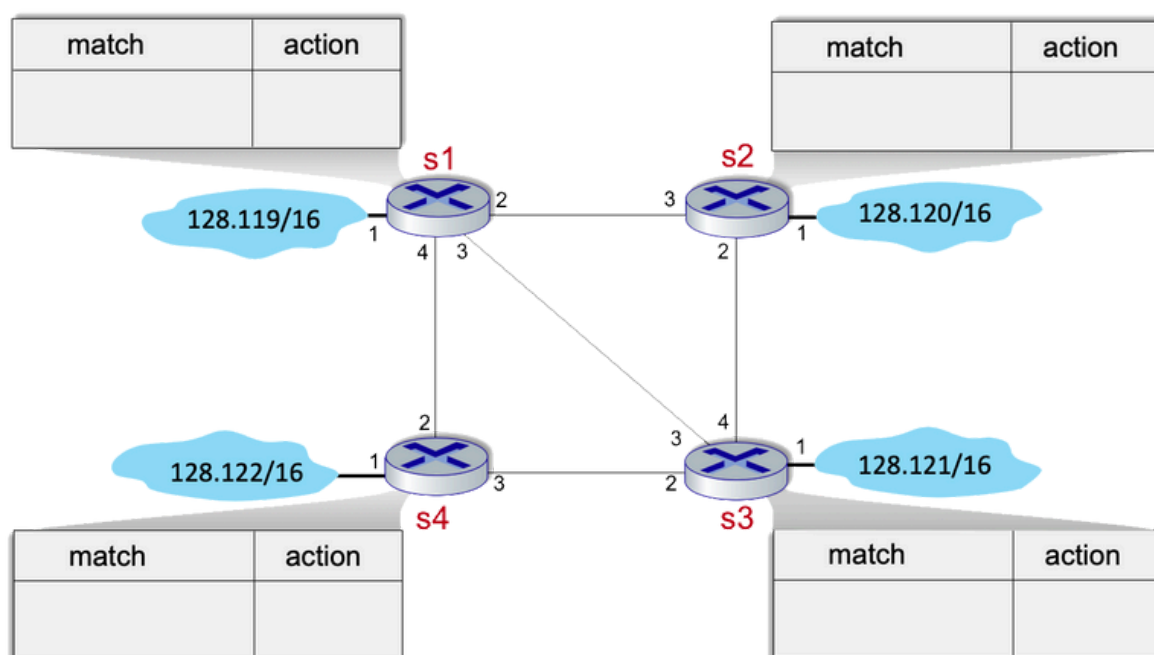 match action
match action
s1
s2
128.119/16
1
2
3
128.120/16
1
4
3
2
2
3
4
1
128.122/16
1
3
2
128.121/16
s4
s3
match action
match action